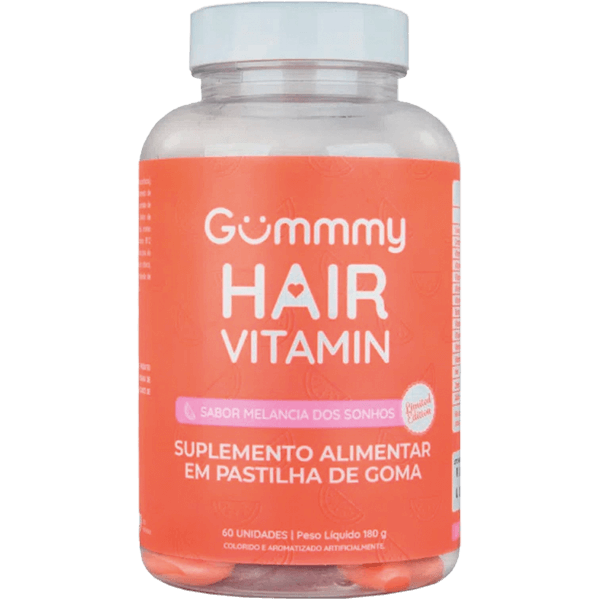 Gummmy
HAIR
VITAMIN
SABOR MELANCIA DOS SONHOS
Limited
Edition
SUPLEMENTO ALIMENTAR
EM PASTILHA DE GOMA
60 UNIDADES | Peso Líquido 180 g
COLORIDO E AROMATIZADO ARTIFICIALMENTE.